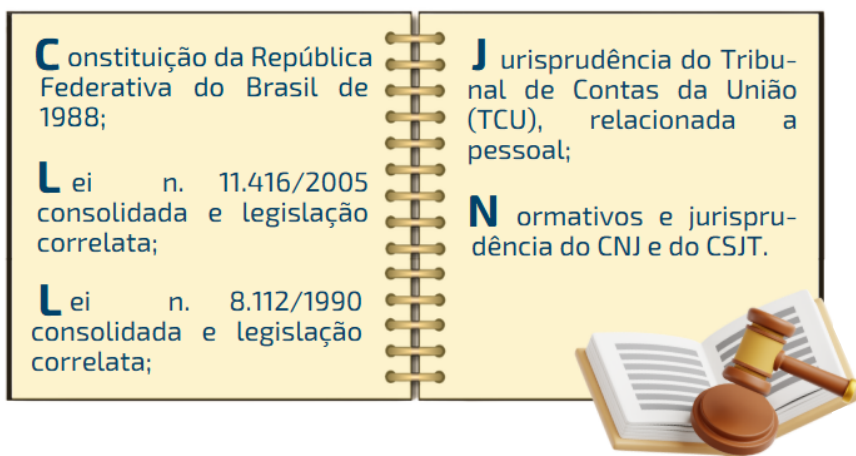 Constituição da República
Federativa do Brasil de
1988;
Lei n. 11.416/2005
consolidada e legislação
correlata;
Lei n. 8.112/1990
consolidada e legislação
correlata;
Jurisprudência do Tribu-
nal de Contas da União
(TCU), relacionada a
pessoal;
Normativos e jurispru-
dência do CNJ e do CSJT.